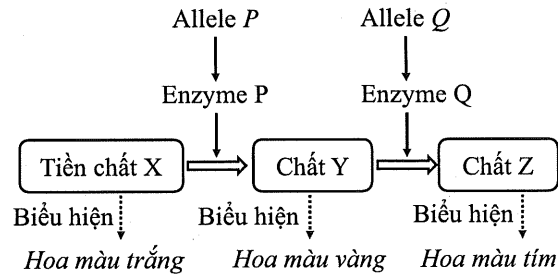 Allele P Allele Q
Enzyme P Enzyme Q
Tiền chất X Chất Y Chất Z
Biểu hiện Biểu hiện Biểu hiện
Hoa màu trắng Hoa màu vàng Hoa màu tím